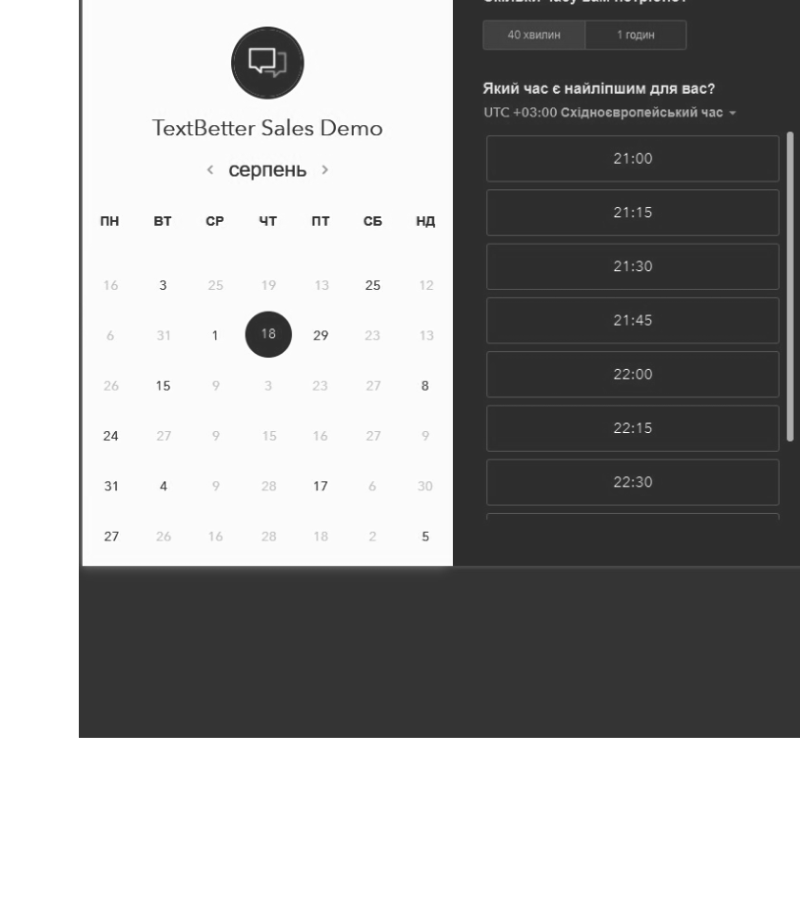 40 хвилин 1 годин
Який час є найліпшим для вас?
UTC +03:00 Східноєвропейський час
TextBetter Sales Demo
< серпень >
ПН ВТ СР ЧТ ПТ СБ НД
16 3 25 19 13 25 12
6 31 1 18 29 23 13
26 15 9 3 23 27 8
24 27 9 15 16 27 9
31 4 9 28 17 6 30
27 26 16 28 18 2 5
21:00
21:15
21:30
21:45
22:00
22:15
22:30